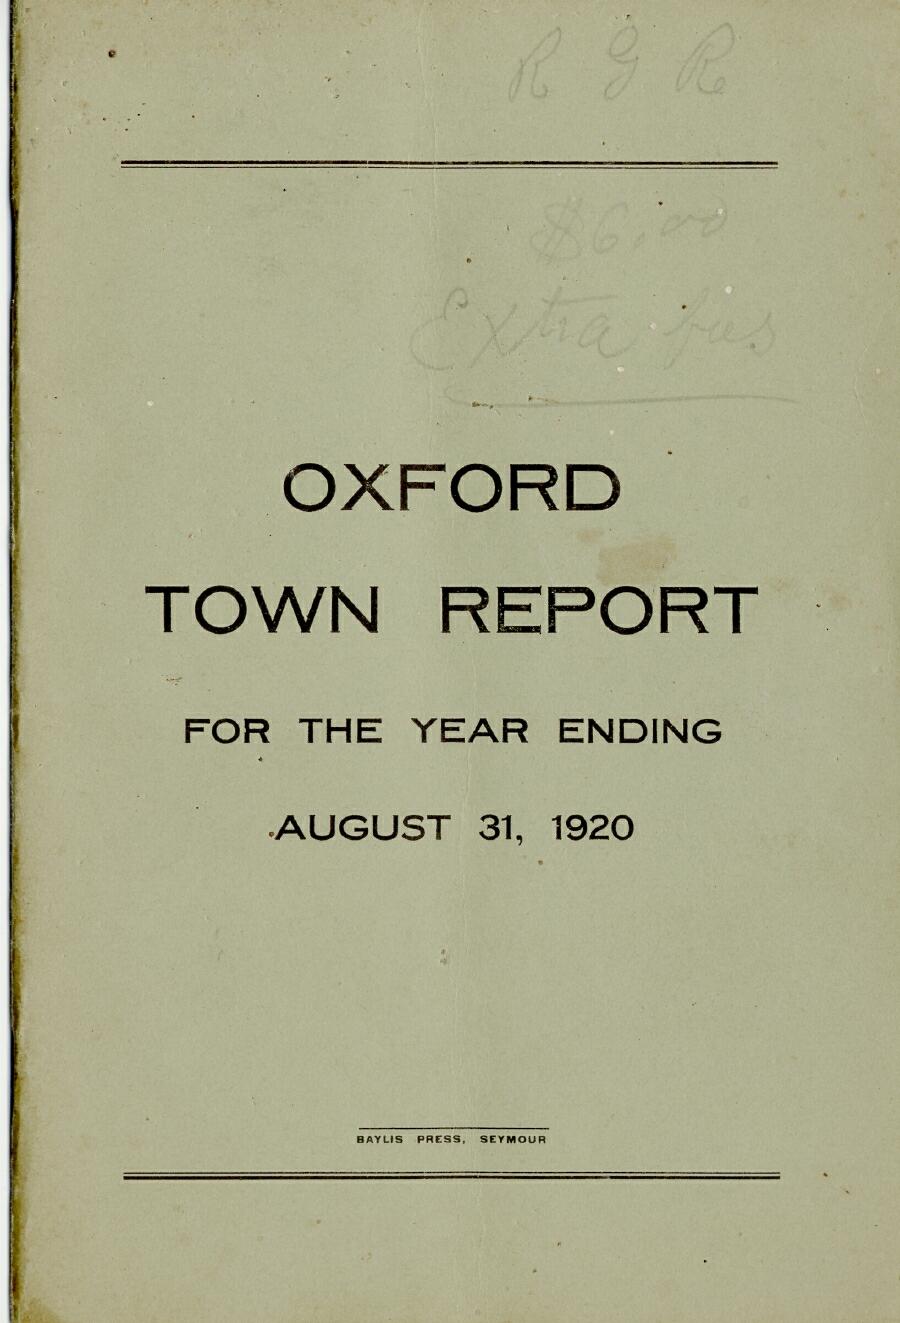 R G R
$6.00
Extra fees
OXFORD
TOWN REPORT
FOR THE YEAR ENDING
AUGUST 31, 1920
BAYLIS PRESS, SEYMOUR